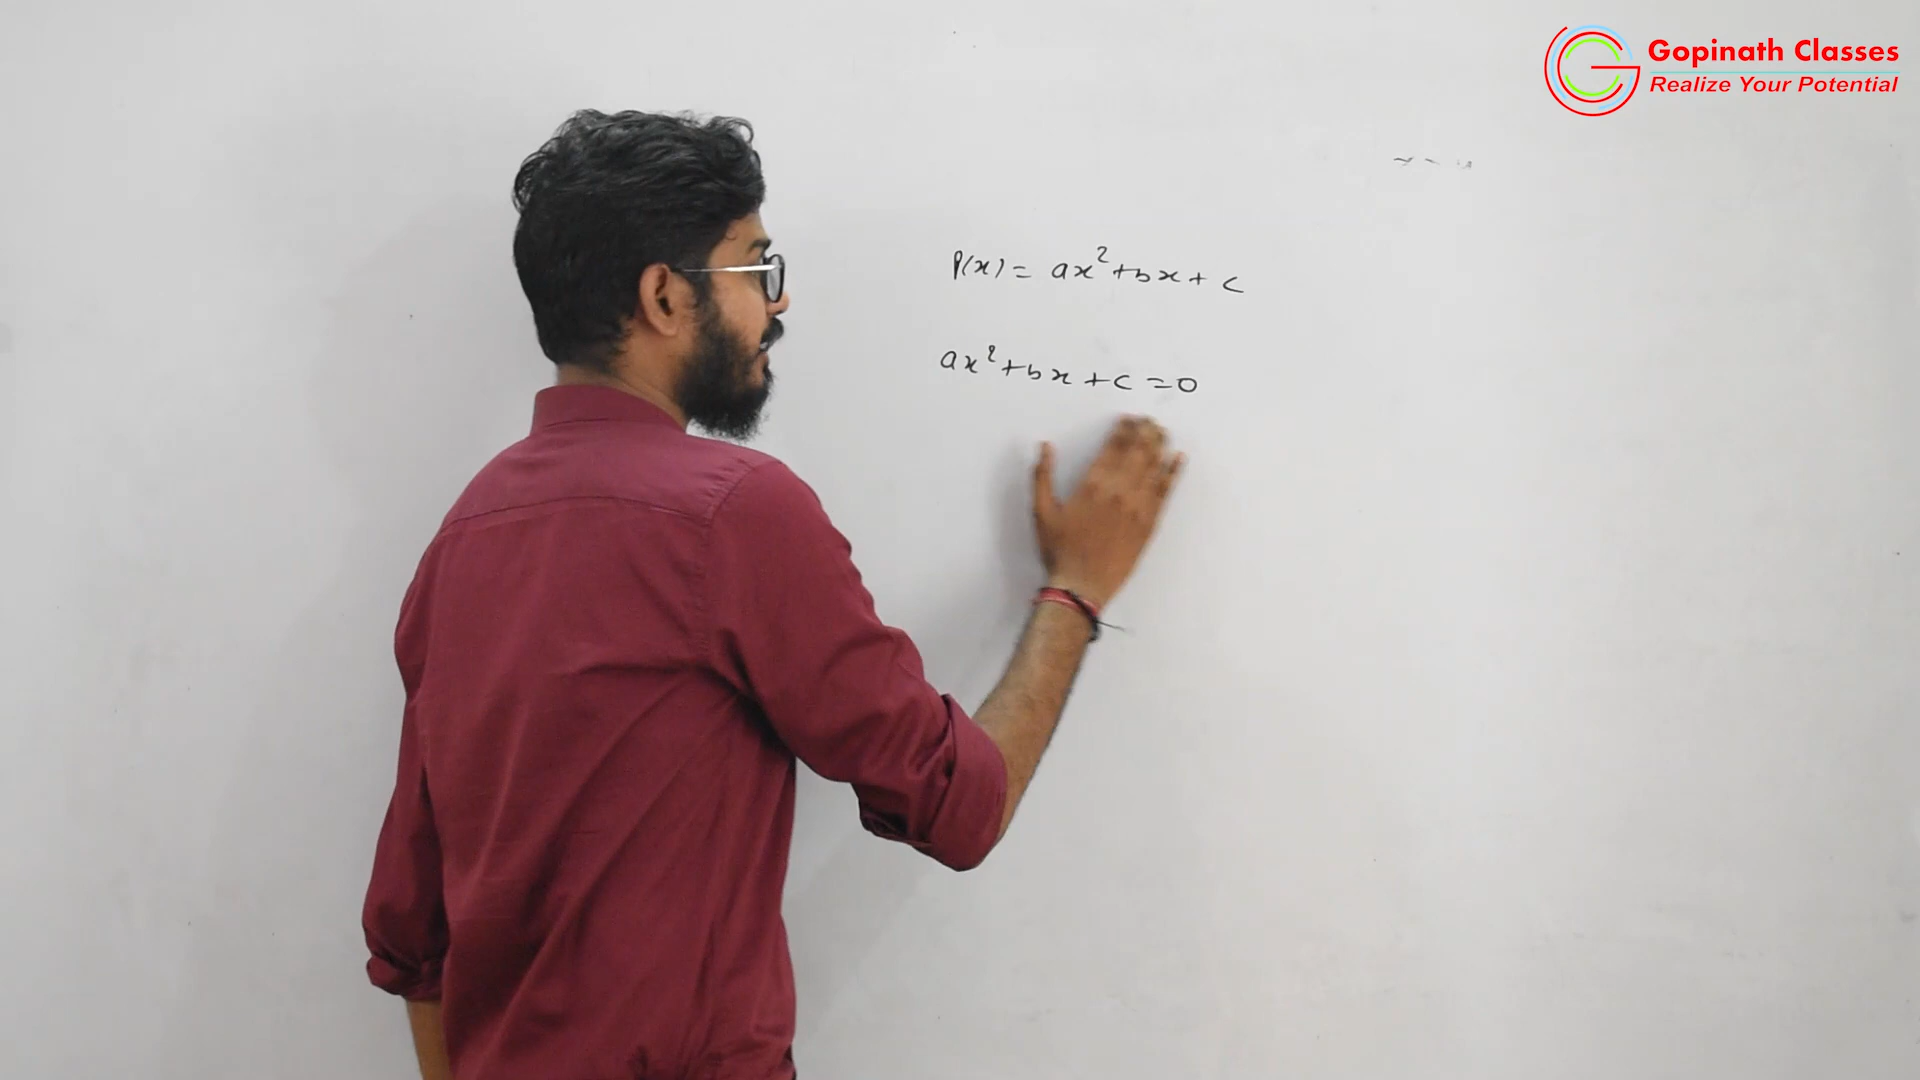 Gopinath Classes
Realize Your Potential
P(x) = ax²+bx+c
ax²+bx+c=0